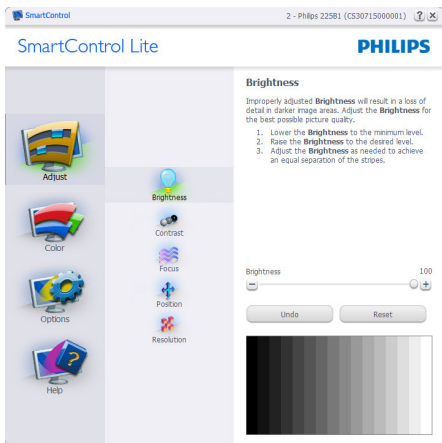 SmartControl
2 - Philips 225B1 (CS30715000001)
SmartControl Lite
PHILIPS
Adjust
Color
Options
Help
Brightness
Contrast
Focus
Position
Resolution
Brightness
Improperly adjusted Brightness will result in a loss of
detail in darker image areas. Adjust the Brightness for
the best possible picture quality.
1. Lower the Brightness to the minimum level.
2. Raise the Brightness to the desired level.
3. Adjust the Brightness as needed to achieve
an equal separation of the stripes.
Brightness 100
Undo
Reset